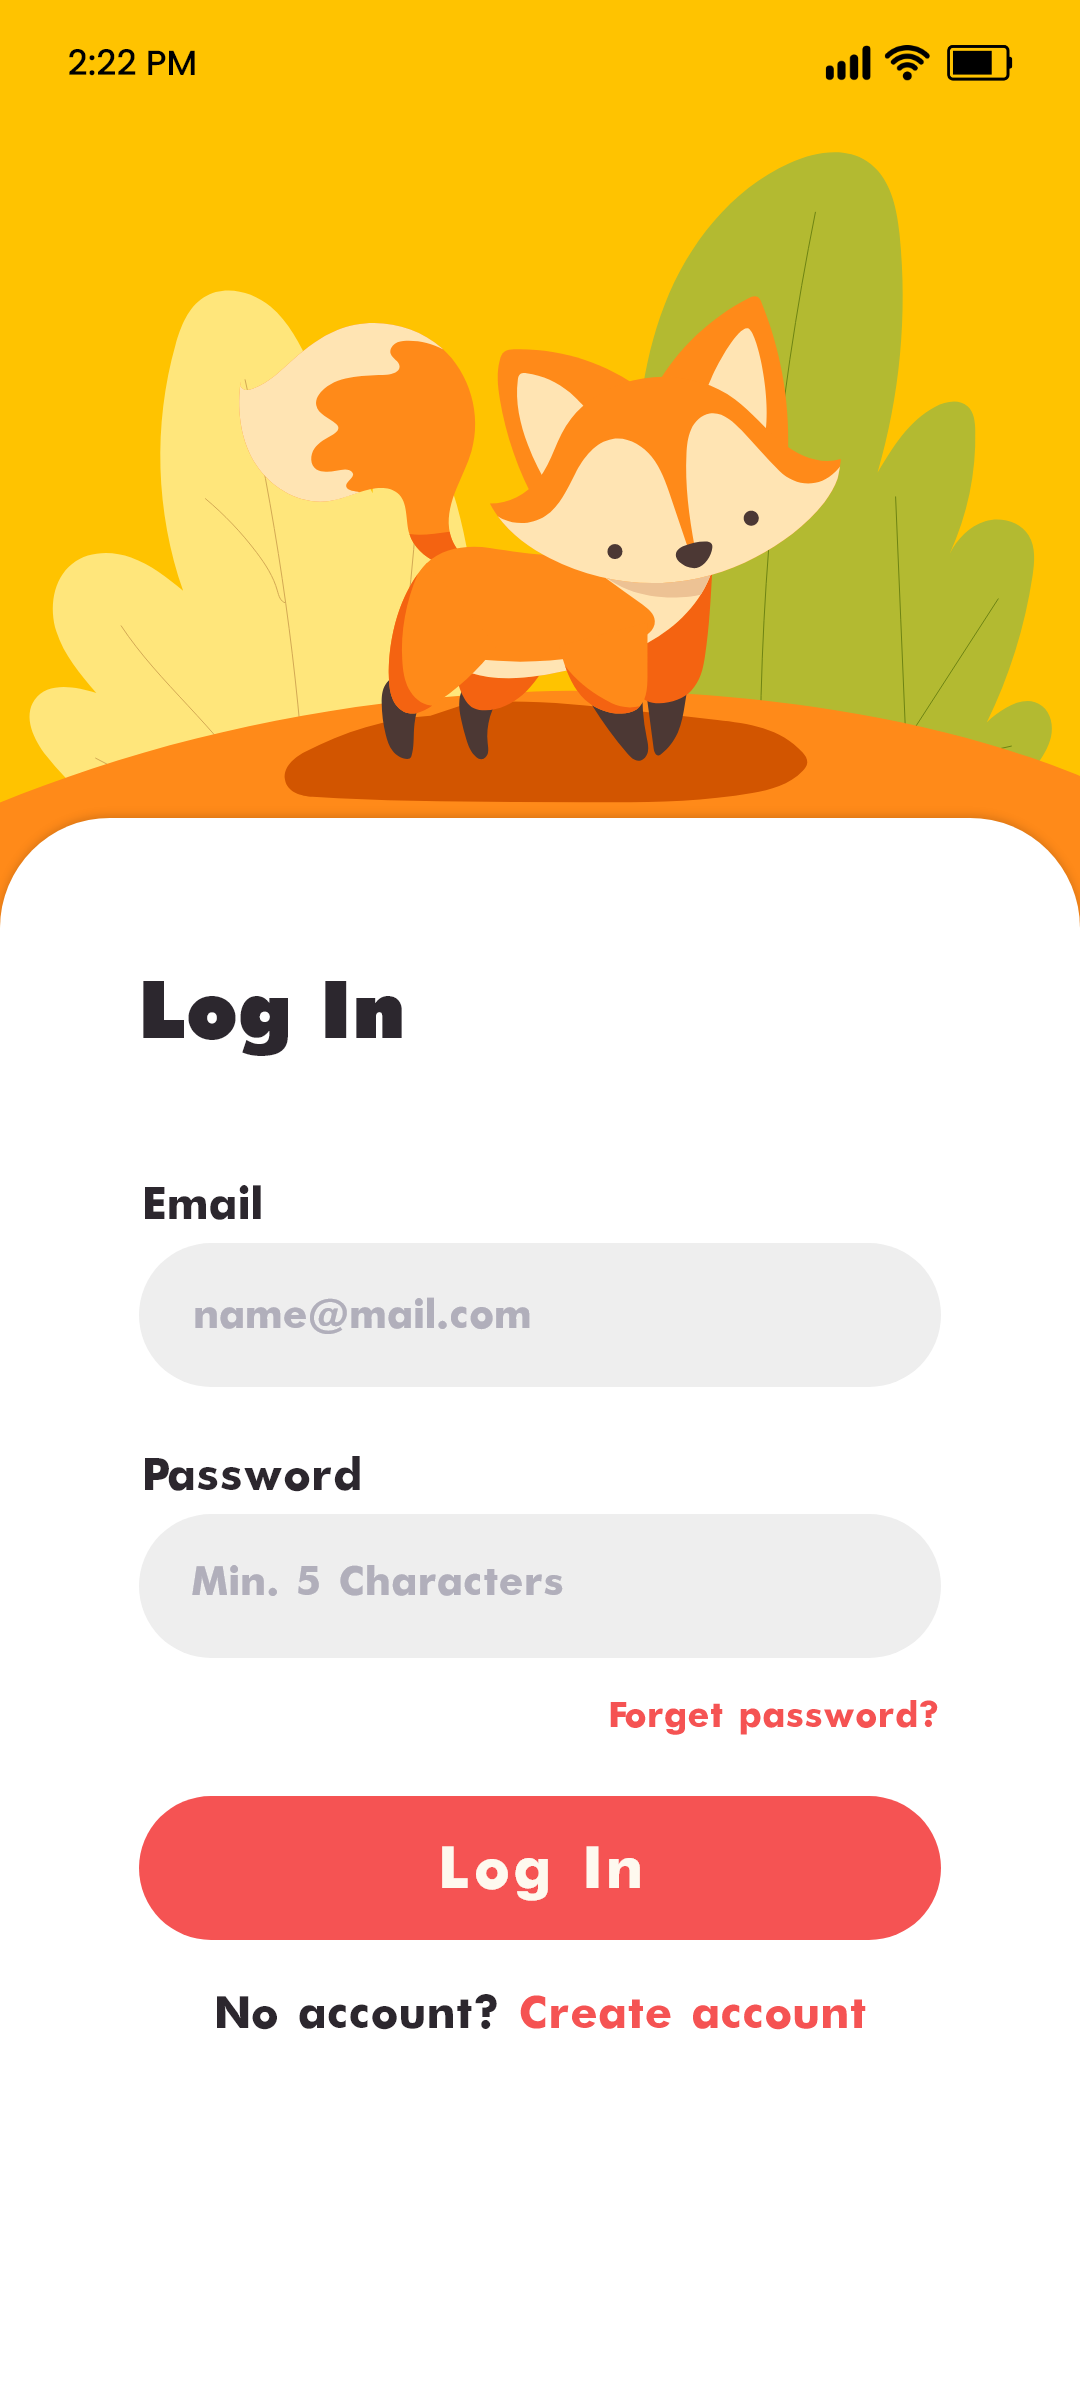 2:22 PM
Log In
Email
name@mail.com
Password
Min. 5 Characters
Forget password?
Log In
No account? Create account